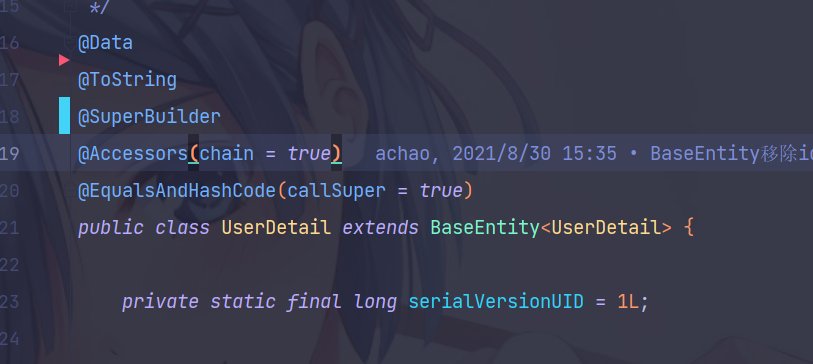 15 */
16 @Data
17 @ToString
18 @SuperBuilder
19 @Accessors(chain = true) achao, 2021/8/30 15:35 • BaseEntity移除id
20 @EqualsAndHashCode(callSuper = true)
21 public class UserDetail extends BaseEntity<UserDetail> {
22
23 private static final long serialVersionUID = 1L;
24